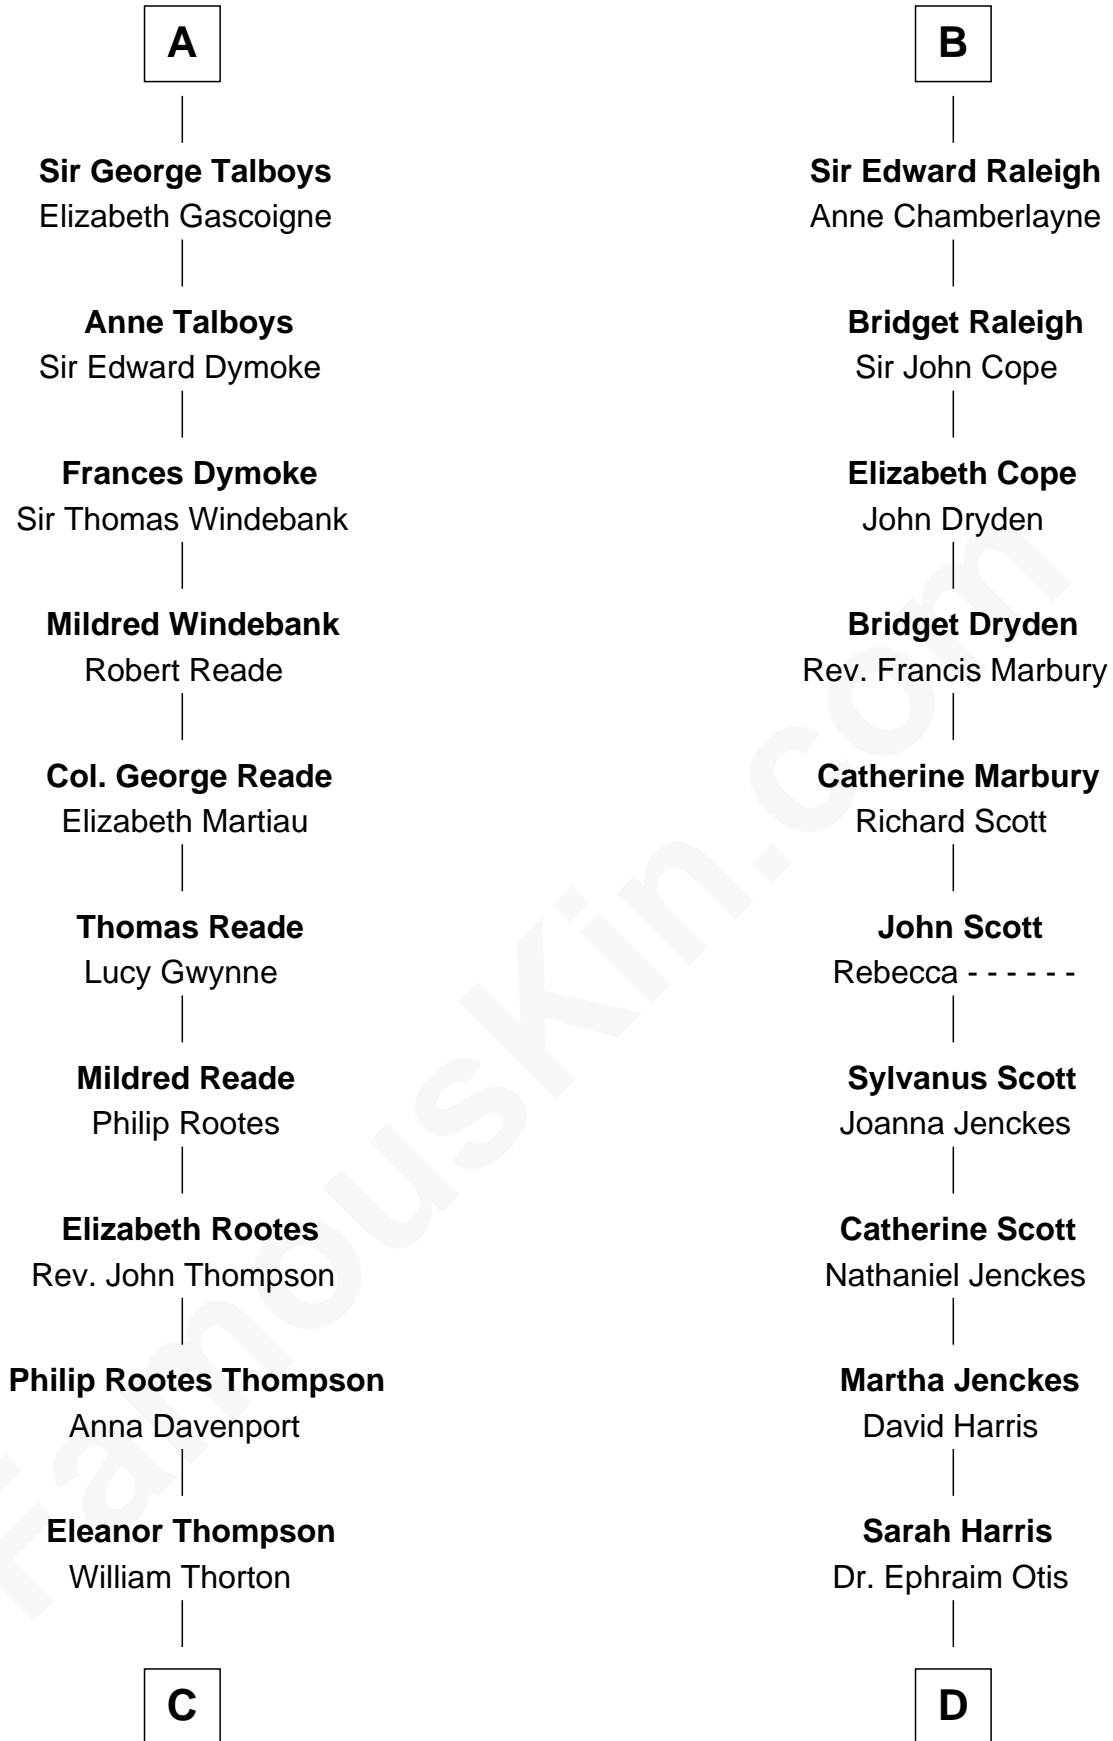 A
Sir George Talboys
Elizabeth Gascoigne
Anne Talboys
Sir Edward Dymoke
Frances Dymoke
Sir Thomas Windebank
Mildred Windebank
Robert Reade
Col. George Reade
Elizabeth Martiau
Thomas Reade
Lucy Gwynne
Mildred Reade
Philip Rootes
Elizabeth Rootes
Rev. John Thompson
Philip Rootes Thompson
Anna Davenport
Eleanor Thompson
William Thorton
C
B
Sir Edward Raleigh
Anne Chamberlayne
Bridget Raleigh
Sir John Cope
Elizabeth Cope
John Dryden
Bridget Dryden
Rev. Francis Marbury
Catherine Marbury
Richard Scott
John Scott
Rebecca - - - - - -
Sylvanus Scott
Joanna Jenckes
Catherine Scott
Nathaniel Jenckes
Martha Jenckes
David Harris
Sarah Harris
Dr. Ephraim Otis
D
FamousKin.com